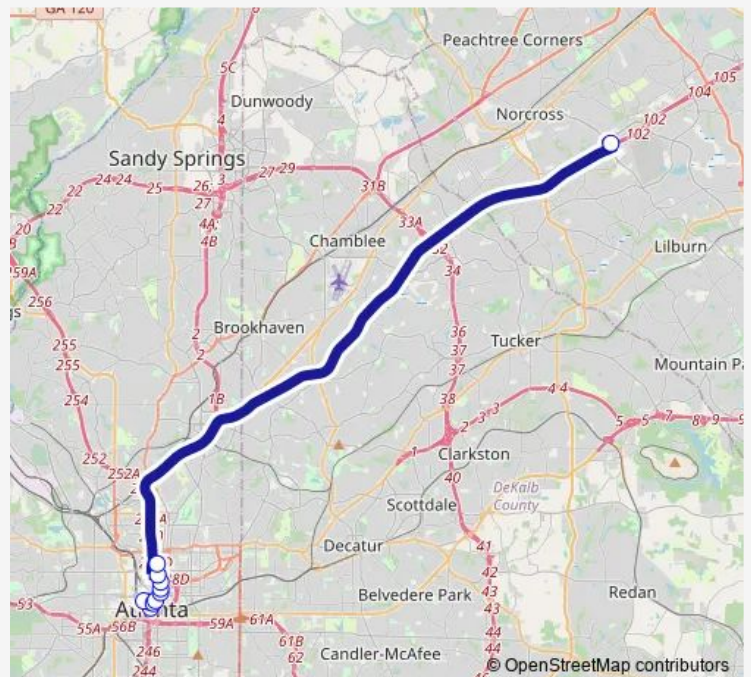 GA 120
Peachtree Corners
5C
105
104
Dunwoody
4
102
Norcross
102
Sandy Springs
27 29
3
31B
24 24 25 26
22
27
22
4A
33A
20
4B
Chamblee
Lilburn
259A
34
256
Brookhaven
2
36
255
2
37
Tucker
255
37
Mountain Pa
254
1B
38
4 4
2 3 3
5 5 7 8 9
252
1
252A
Clarkston
40
DeKalb
County
Scottdale
Decatur
41
8D
42
Belvedere Park
43
Redan
53
Atlanta
43
55A 56B
59A
61A
44
246
61B
44
244
62
Candler-McAfee
© OpenStreetMap contributors